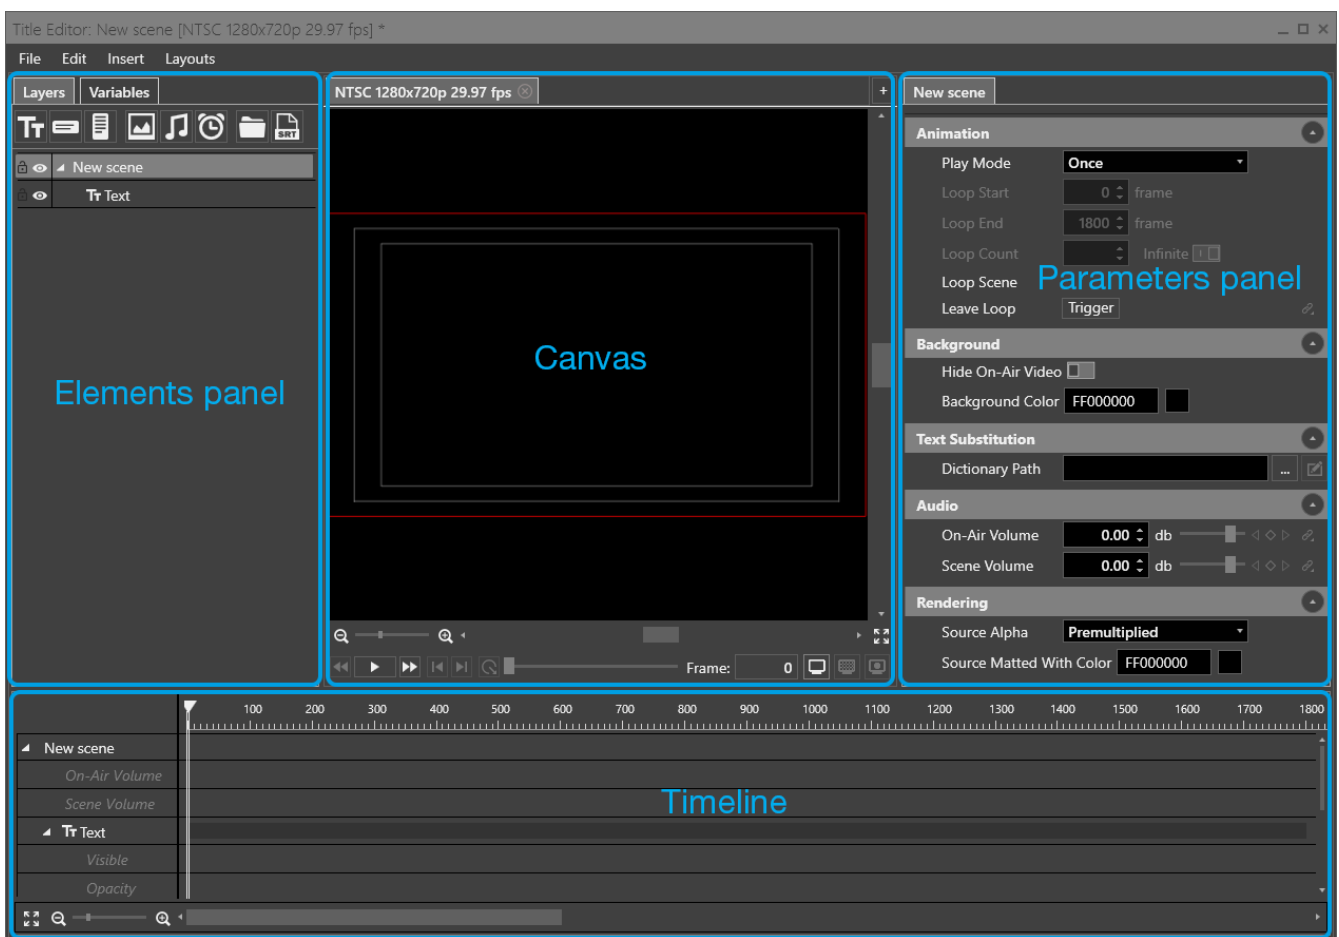 Title Editor: New scene [NTSC 1280x720p 29.97 fps] *
File Edit Insert Layouts
Layers Variables
SRT
New scene
Tт Text
Elements panel
NTSC 1280x720p 29.97 fps
Canvas
Frame: 0
New scene
Animation
Play Mode Once
Loop Start 0 frame
Loop End 1800 frame
Loop Count Infinite
Loop Scene
Parameters panel
Leave Loop Trigger
Background
Hide On-Air Video
Background Color FF000000
Text Substitution
Dictionary Path ...
Audio
On-Air Volume 0.00 db
Scene Volume 0.00 db
Rendering
Source Alpha Premultiplied
Source Matted With Color FF000000
100 200 300 400 500 600 700 800 900 1000 1100 1200 1300 1400 1500 1600 1700 1800
New scene
On-Air Volume
Scene Volume
Timeline
Tт Text
Visible
Opacity